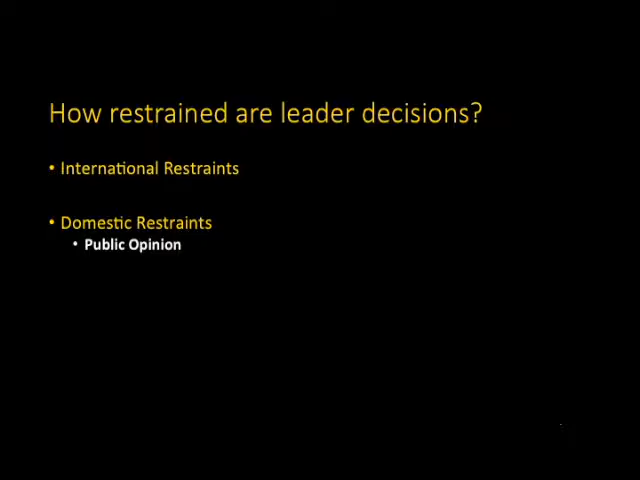 How restrained are leader decisions?
• International Restraints
• Domestic Restraints
• Public Opinion